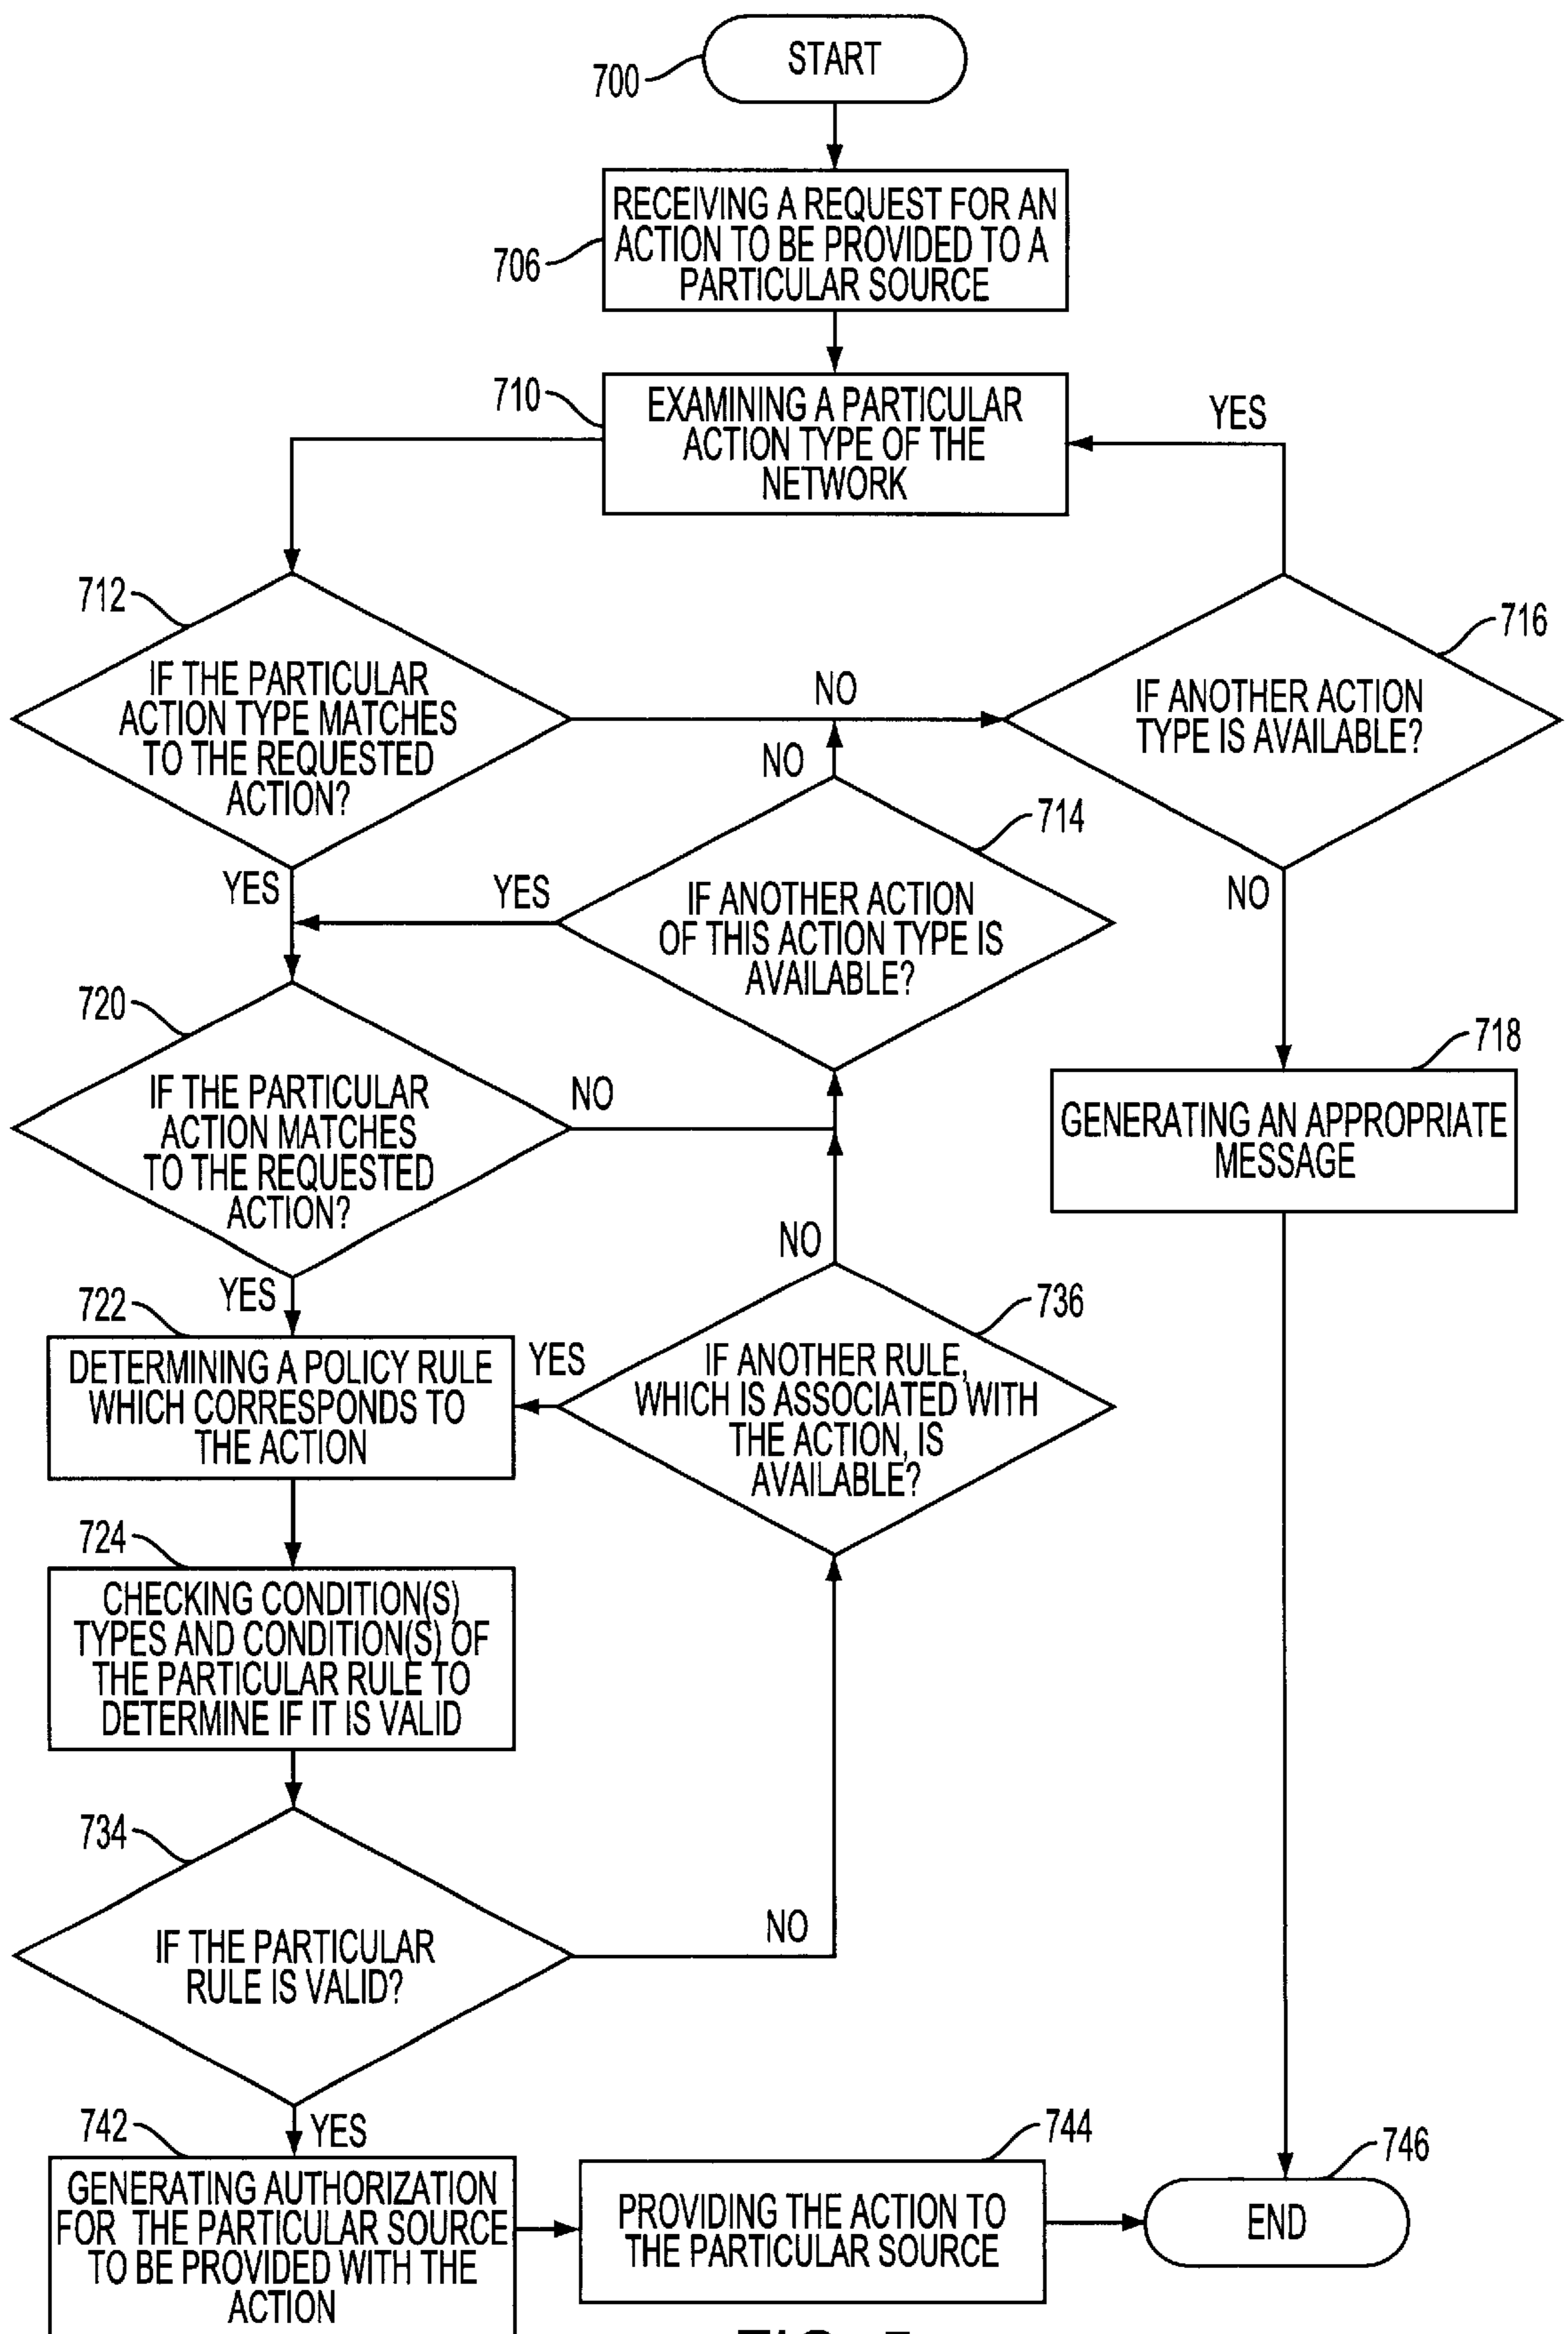 START
700
RECEIVING A REQUEST FOR AN
ACTION TO BE PROVIDED TO A
PARTICULAR SOURCE
706
710
EXAMINING A PARTICULAR
ACTION TYPE OF THE
NETWORK
YES
712
IF THE PARTICULAR
ACTION TYPE MATCHES
TO THE REQUESTED
ACTION?
NO
716
IF ANOTHER ACTION
TYPE IS AVAILABLE?
NO
714
YES
YES
IF ANOTHER ACTION
OF THIS ACTION TYPE IS
AVAILABLE?
NO
720
IF THE PARTICULAR
ACTION MATCHES
TO THE REQUESTED
ACTION?
NO
718
GENERATING AN APPROPRIATE
MESSAGE
NO
YES
722
DETERMINING A POLICY RULE
WHICH CORRESPONDS TO
THE ACTION
YES
736
IF ANOTHER RULE,
WHICH IS ASSOCIATED WITH
THE ACTION, IS
AVAILABLE?
724
CHECKING CONDITION(S)
TYPES AND CONDITION(S) OF
THE PARTICULAR RULE TO
DETERMINE IF IT IS VALID
734
IF THE PARTICULAR
RULE IS VALID?
NO
YES
742
GENERATING AUTHORIZATION
FOR THE PARTICULAR SOURCE
TO BE PROVIDED WITH THE
ACTION
744
PROVIDING THE ACTION TO
THE PARTICULAR SOURCE
746
END